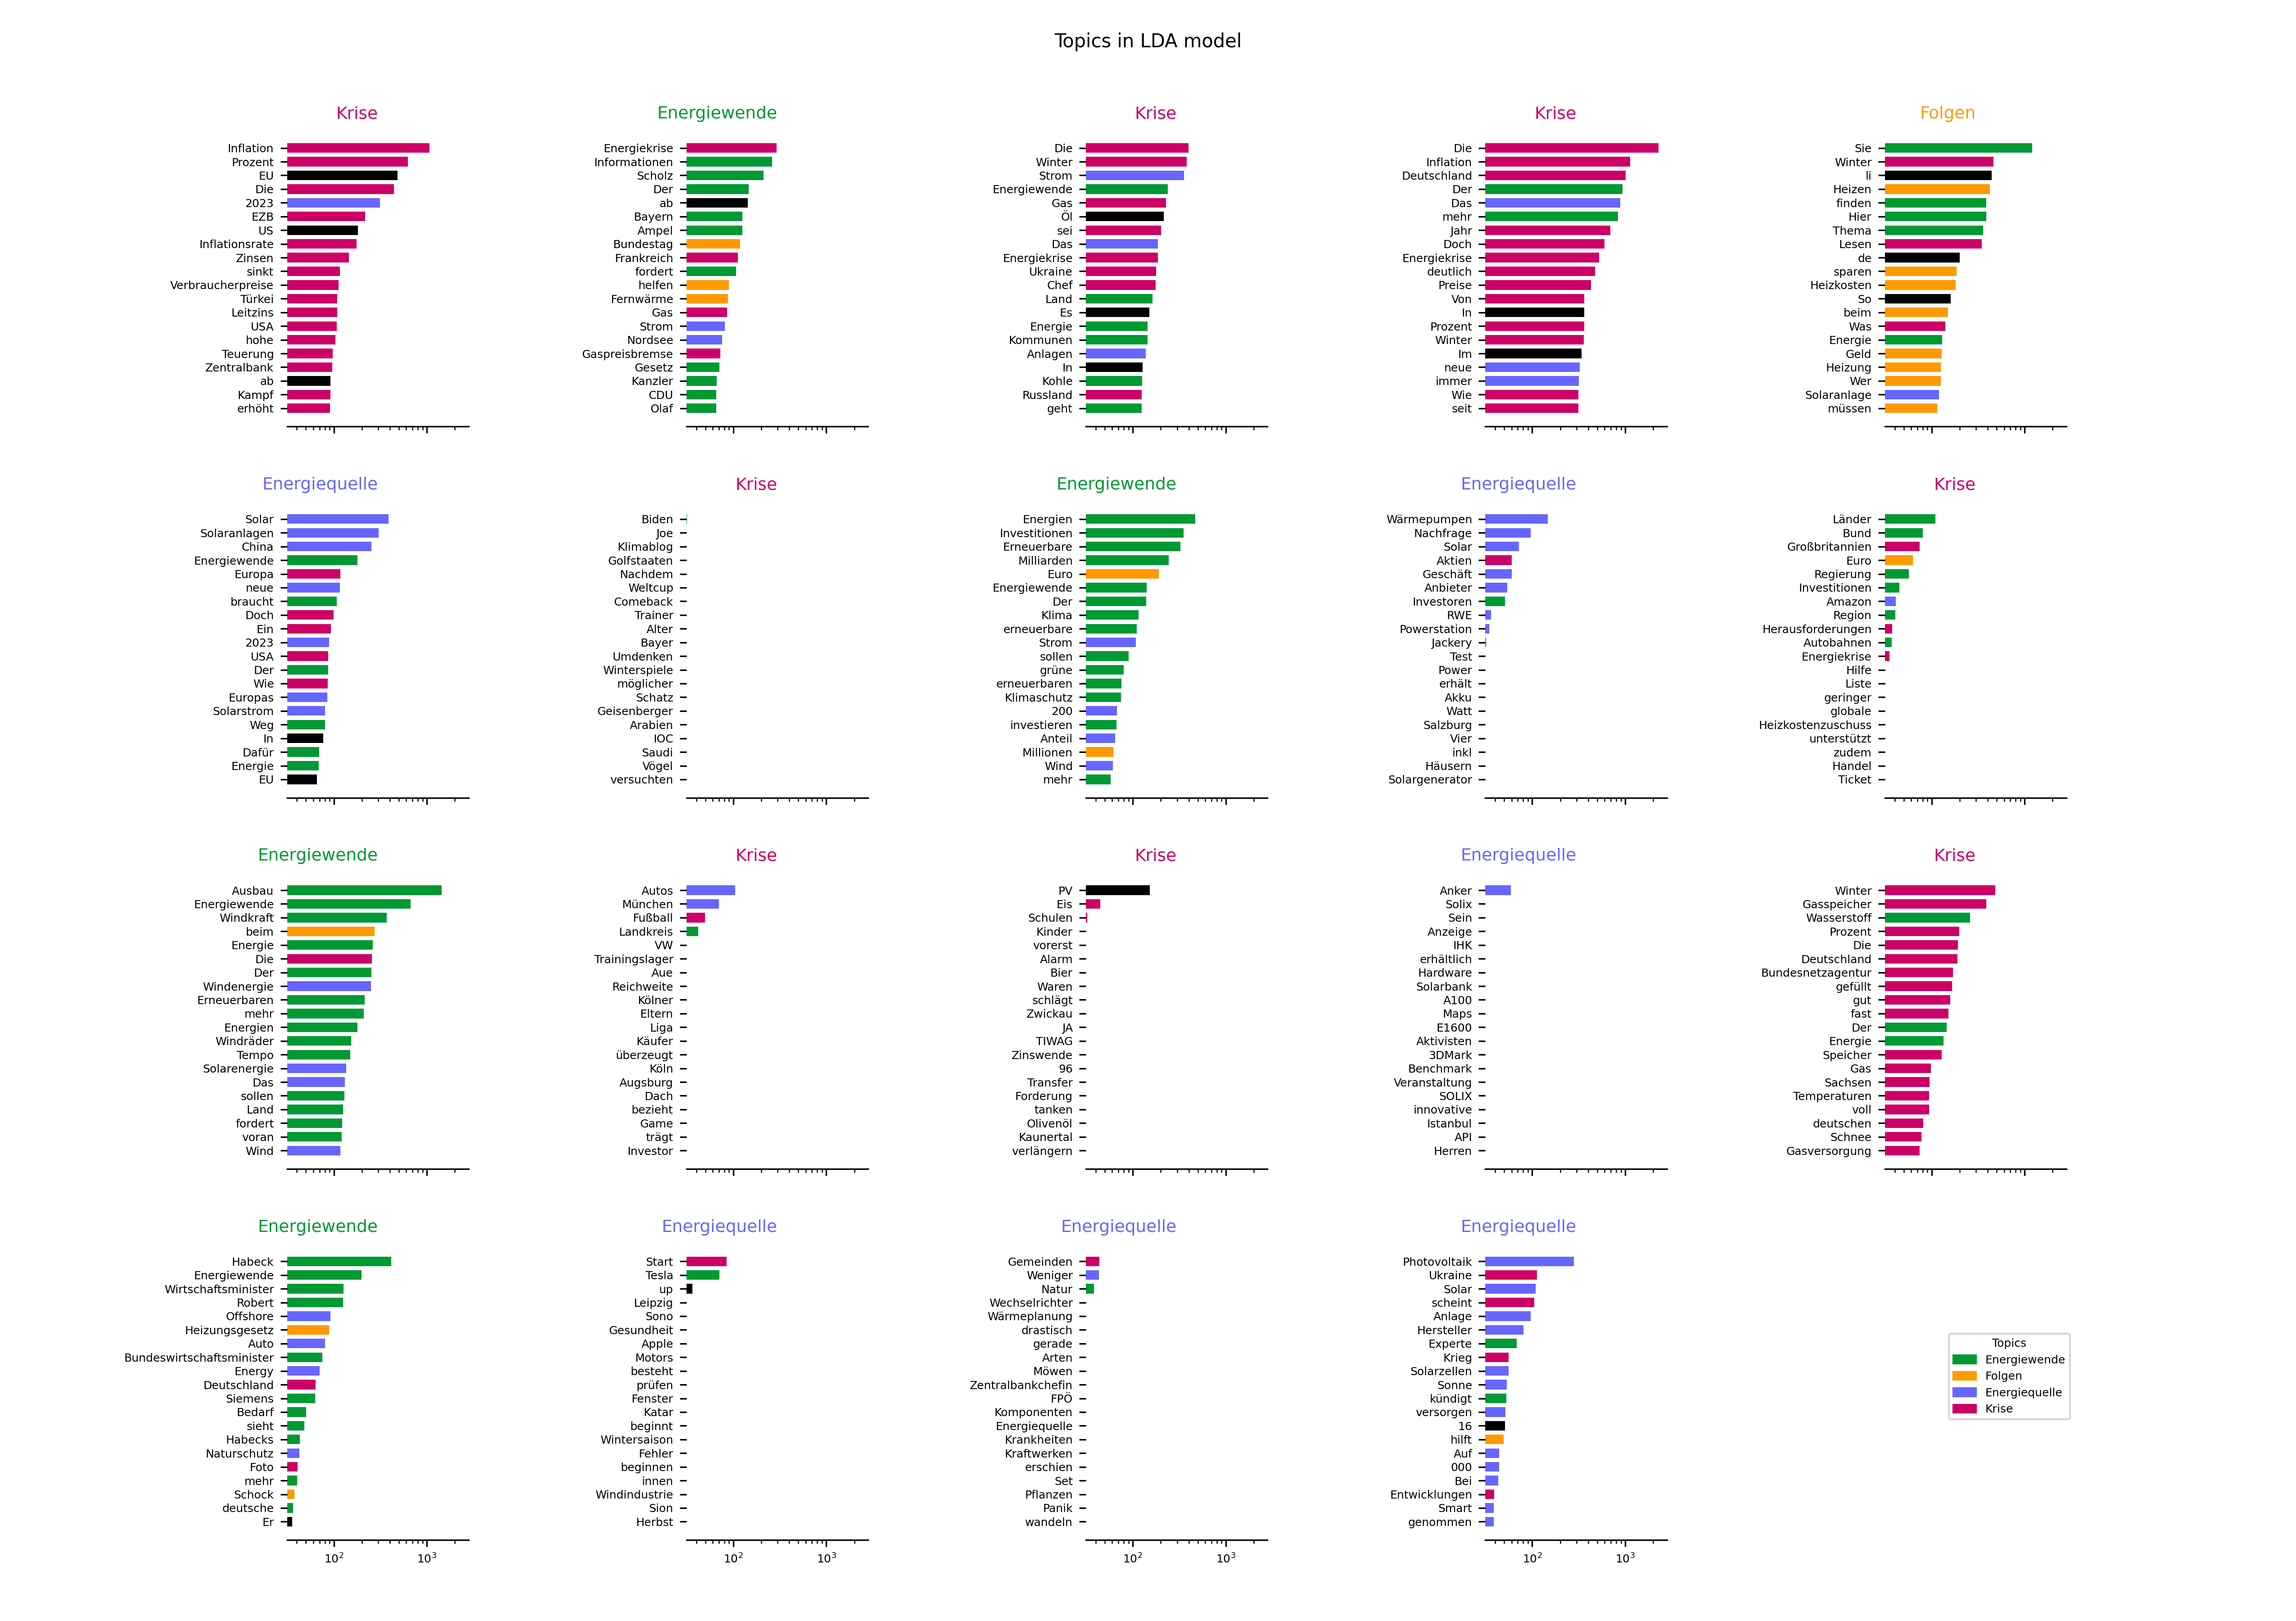 Topics in LDA model
Krise
Inflation
Prozent
EU
Die
2023
EZB
US
Inflationsrate
Zinsen
sinkt
Verbraucherpreise
Türkei
Leitzins
USA
hohe
Teuerung
Zentralbank
ab
Kampf
erhöht
Energiewende
Energiekrise
Informationen
Scholz
Der
ab
Bayern
Ampel
Bundestag
Frankreich
fordert
helfen
Fernwärme
Gas
Strom
Nordsee
Gaspreisbremse
Gesetz
Kanzler
CDU
Olaf
Krise
Die
Winter
Strom
Energiewende
Gas
Öl
sei
Das
Energiekrise
Ukraine
Chef
Land
Es
Energie
Kommunen
Anlagen
In
Kohle
Russland
geht
Krise
Die
Inflation
Deutschland
Der
Das
mehr
Jahr
Doch
Energiekrise
deutlich
Preise
Von
In
Prozent
Winter
Im
neue
immer
Wie
seit
Folgen
Sie
Winter
li
Heizen
finden
Hier
Thema
Lesen
de
sparen
Heizkosten
So
beim
Was
Energie
Geld
Heizung
Wer
Solaranlage
müssen
Energiequelle
Solar
Solaranlagen
China
Energiewende
Europa
neue
braucht
Doch
Ein
2023
USA
Der
Wie
Europas
Solarstrom
Weg
In
Dafür
Energie
EU
Krise
Biden
Joe
Klimablog
Golfstaaten
Nachdem
Weltcup
Comeback
Trainer
Alter
Bayer
Umdenken
Winterspiele
möglicher
Schatz
Geisenberger
Arabien
IOC
Saudi
Vögel
versuchten
Energiewende
Energien
Investitionen
Erneuerbare
Milliarden
Euro
Energiewende
Der
Klima
erneuerbare
Strom
sollen
grüne
erneuerbaren
Klimaschutz
200
investieren
Anteil
Millionen
Wind
mehr
Energiequelle
Wärmepumpen
Nachfrage
Solar
Aktien
Geschäft
Anbieter
Investoren
RWE
Powerstation
Jackery
Test
Power
erhält
Akku
Watt
Salzburg
Vier
inkl
Häusern
Solargenerator
Krise
Länder
Bund
Großbritannien
Euro
Regierung
Investitionen
Amazon
Region
Herausforderungen
Autobahnen
Energiekrise
Hilfe
Liste
geringer
globale
Heizkostenzuschuss
unterstützt
zudem
Handel
Ticket
Energiewende
Ausbau
Energiewende
Windkraft
beim
Energie
Die
Der
Windenergie
Erneuerbaren
mehr
Energien
Windräder
Tempo
Solarenergie
Das
sollen
Land
fordert
voran
Wind
Krise
Autos
München
Fußball
Landkreis
VW
Trainingslager
Aue
Reichweite
Kölner
Eltern
Liga
Käufer
überzeugt
Köln
Augsburg
Dach
bezieht
Game
trägt
Investor
Krise
PV
Eis
Schulen
Kinder
vorerst
Alarm
Bier
Waren
schlägt
Zwickau
JA
TIWAG
Zinswende
96
Transfer
Forderung
tanken
Olivenöl
Kaunertal
verlängern
Energiequelle
Anker
Solix
Sein
Anzeige
IHK
erhältlich
Hardware
Solarbank
A100
Maps
E1600
Aktivisten
3DMark
Benchmark
Veranstaltung
SOLIX
innovative
Istanbul
API
Herren
Krise
Winter
Gasspeicher
Wasserstoff
Prozent
Die
Deutschland
Bundesnetzagentur
gefüllt
gut
fast
Der
Energie
Speicher
Gas
Sachsen
Temperaturen
voll
deutschen
Schnee
Gasversorgung
Energiewende
Habeck
Energiewende
Wirtschaftsminister
Robert
Offshore
Heizungsgesetz
Auto
Bundeswirtschaftsminister
Energy
Deutschland
Siemens
Bedarf
sieht
Habecks
Naturschutz
Foto
mehr
Schock
deutsche
Er
10² 10³
Energiequelle
Start
Tesla
up
Leipzig
Sono
Gesundheit
Apple
Motors
besteht
prüfen
Fenster
Katar
beginnt
Wintersaison
Fehler
beginnen
innen
Windindustrie
Sion
Herbst
10² 10³
Energiequelle
Gemeinden
Weniger
Natur
Wechselrichter
Wärmeplanung
drastisch
gerade
Arten
Möwen
Zentralbankchefin
FPÖ
Komponenten
Energiequelle
Krankheiten
Kraftwerken
erschien
Set
Pflanzen
Panik
wandeln
10² 10³
Energiequelle
Photovoltaik
Ukraine
Solar
scheint
Anlage
Hersteller
Experte
Krieg
Solarzellen
Sonne
kündigt
versorgen
16
hilft
Auf
000
Bei
Entwicklungen
Smart
genommen
10² 10³
Topics
Energiewende
Folgen
Energiequelle
Krise